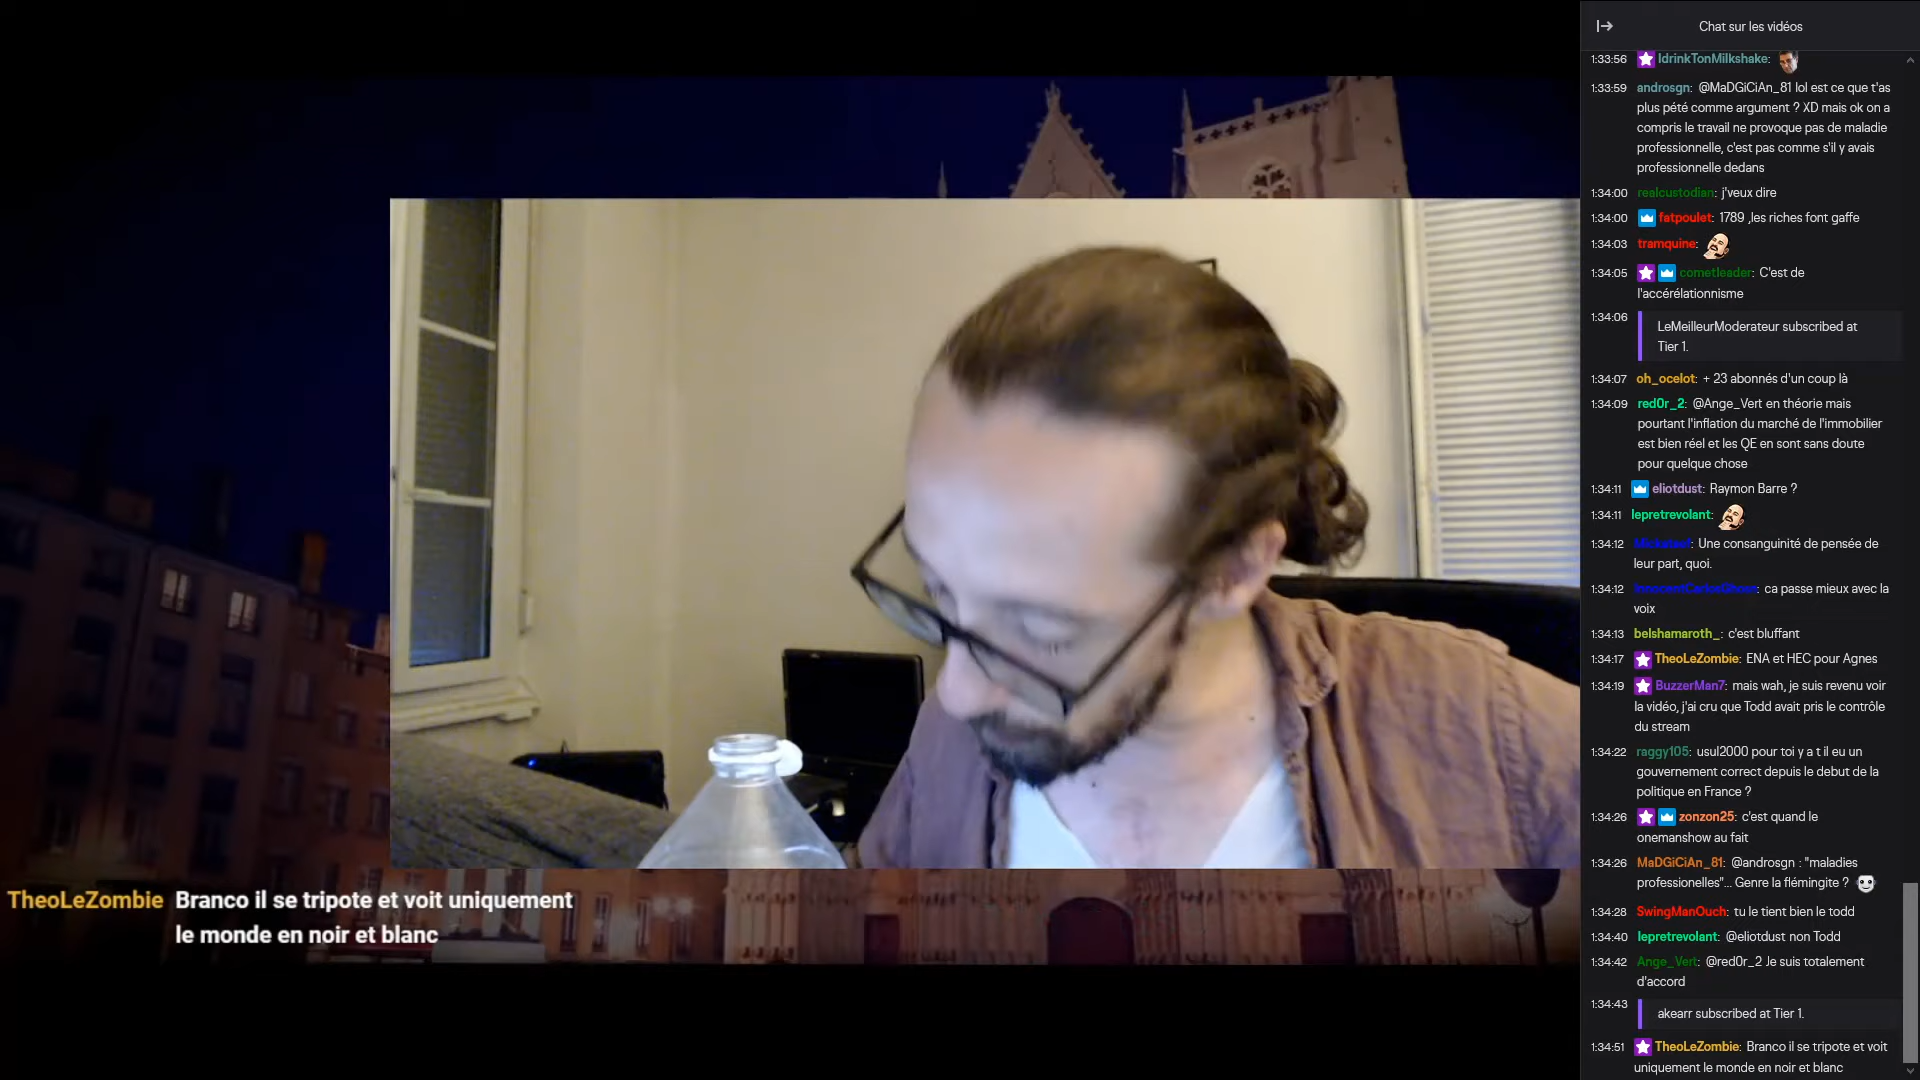 TheoLeZombie Branco il se tripote et voit uniquement
le monde en noir et blanc
Chat sur les vidéos
1:33:56 IdrinkTonMilkshake:
1:33:59 androsgn: @MaDGiCiAn_81 lol est ce que t'as
plus pété comme argument ? XD mais ok on a
compris le travail ne provoque pas de maladie
professionnelle, c'est pas comme s'il y avais
professionnelle dedans
1:34:00 reelcustodian: j'veux dire
1:34:00 fatpoulet: 1789 ,les riches font gaffe
1:34:03 tramquine:
1:34:05 cometleader: C'est de
l'accérélationnisme
1:34:06 LeMeilleurModerateur subscribed at
Tier 1.
1:34:07 oh_ocelot: + 23 abonnés d'un coup là
1:34:09 red0r_2: @Ange_Vert en théorie mais
pourtant l'inflation du marché de l'immobilier
est bien réel et les QE en sont sans doute
pour quelque chose
1:34:11 eliotdust: Raymon Barre ?
1:34:11 lepretrevolant:
1:34:12 : Une consanguinité de pensée de
leur part, quoi.
1:34:12 : ca passe mieux avec la
voix
1:34:13 belshamaroth_: c'est bluffant
1:34:17 TheoLeZombie: ENA et HEC pour Agnes
1:34:19 BuzzerMan7: mais wah, je suis revenu voir
la vidéo, j'ai cru que Todd avait pris le contrôle
du stream
1:34:22 raggy105: usul2000 pour toi y a t il eu un
gouvernement correct depuis le debut de la
politique en France ?
1:34:26 zonzon25: c'est quand le
onemanshow au fait
1:34:26 MaDGiCiAn_81: @androsgn : "maladies
professionelles"... Genre la flémingite ?
1:34:28 SwingManOuch: tu le tient bien le todd
1:34:40 lepretrevolant: @eliotdust non Todd
1:34:42 Ange_Vert: @red0r_2 Je suis totalement
d'accord
1:34:43 akearr subscribed at Tier 1.
1:34:51 TheoLeZombie: Branco il se tripote et voit
uniquement le monde en noir et blanc